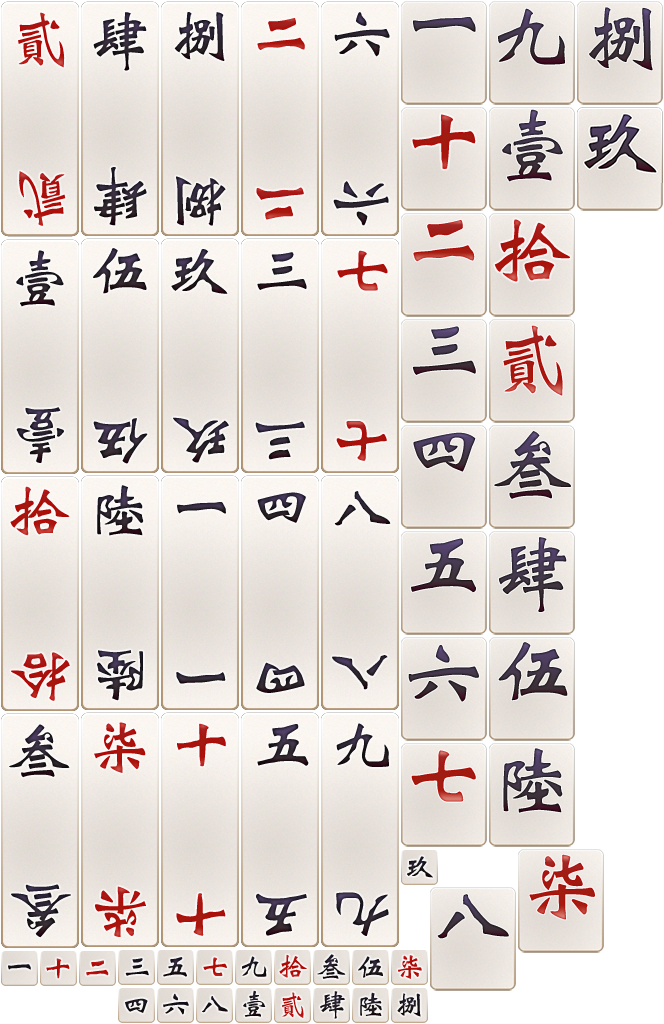 貳 肆 捌 二 六 一 九 捌
十 壹 玖
貳 肆 捌 二 六
二 拾
壹 伍 玖 三 七
三 貳
壹 伍 玖 三 七 四 叁
拾 陸 一 四 八
五 肆
拾 陸 一 四 八 六 伍
叁 柒 十 五 九 七 陸
玖 柒
叁 柒 十 五 九 八
一 十 二 三 五 七 九 拾 叁 伍 柒
四 六 八 壹 貳 肆 陸 捌